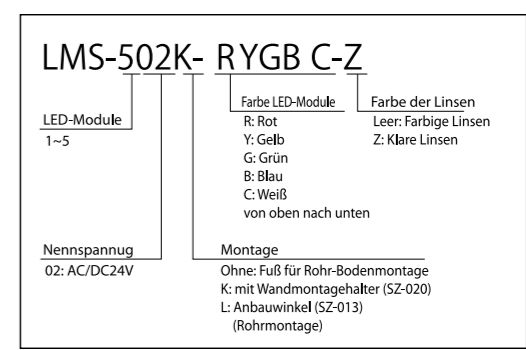 LMS-502K- RYGB C-Z
LED-Module
1~5
Farbe LED-Module
R: Rot
Y: Gelb
G: Grün
B: Blau
C: Weiß
von oben nach unten
Farbe der Linsen
Leer: Farbige Linsen
Z: Klare Linsen
Nennspannug
02: AC/DC24V
Montage
Ohne: Fuß für Rohr-Bodenmontage
K: mit Wandmontagehalter (SZ-020)
L: Anbauwinkel (SZ-013)
(Rohrmontage)